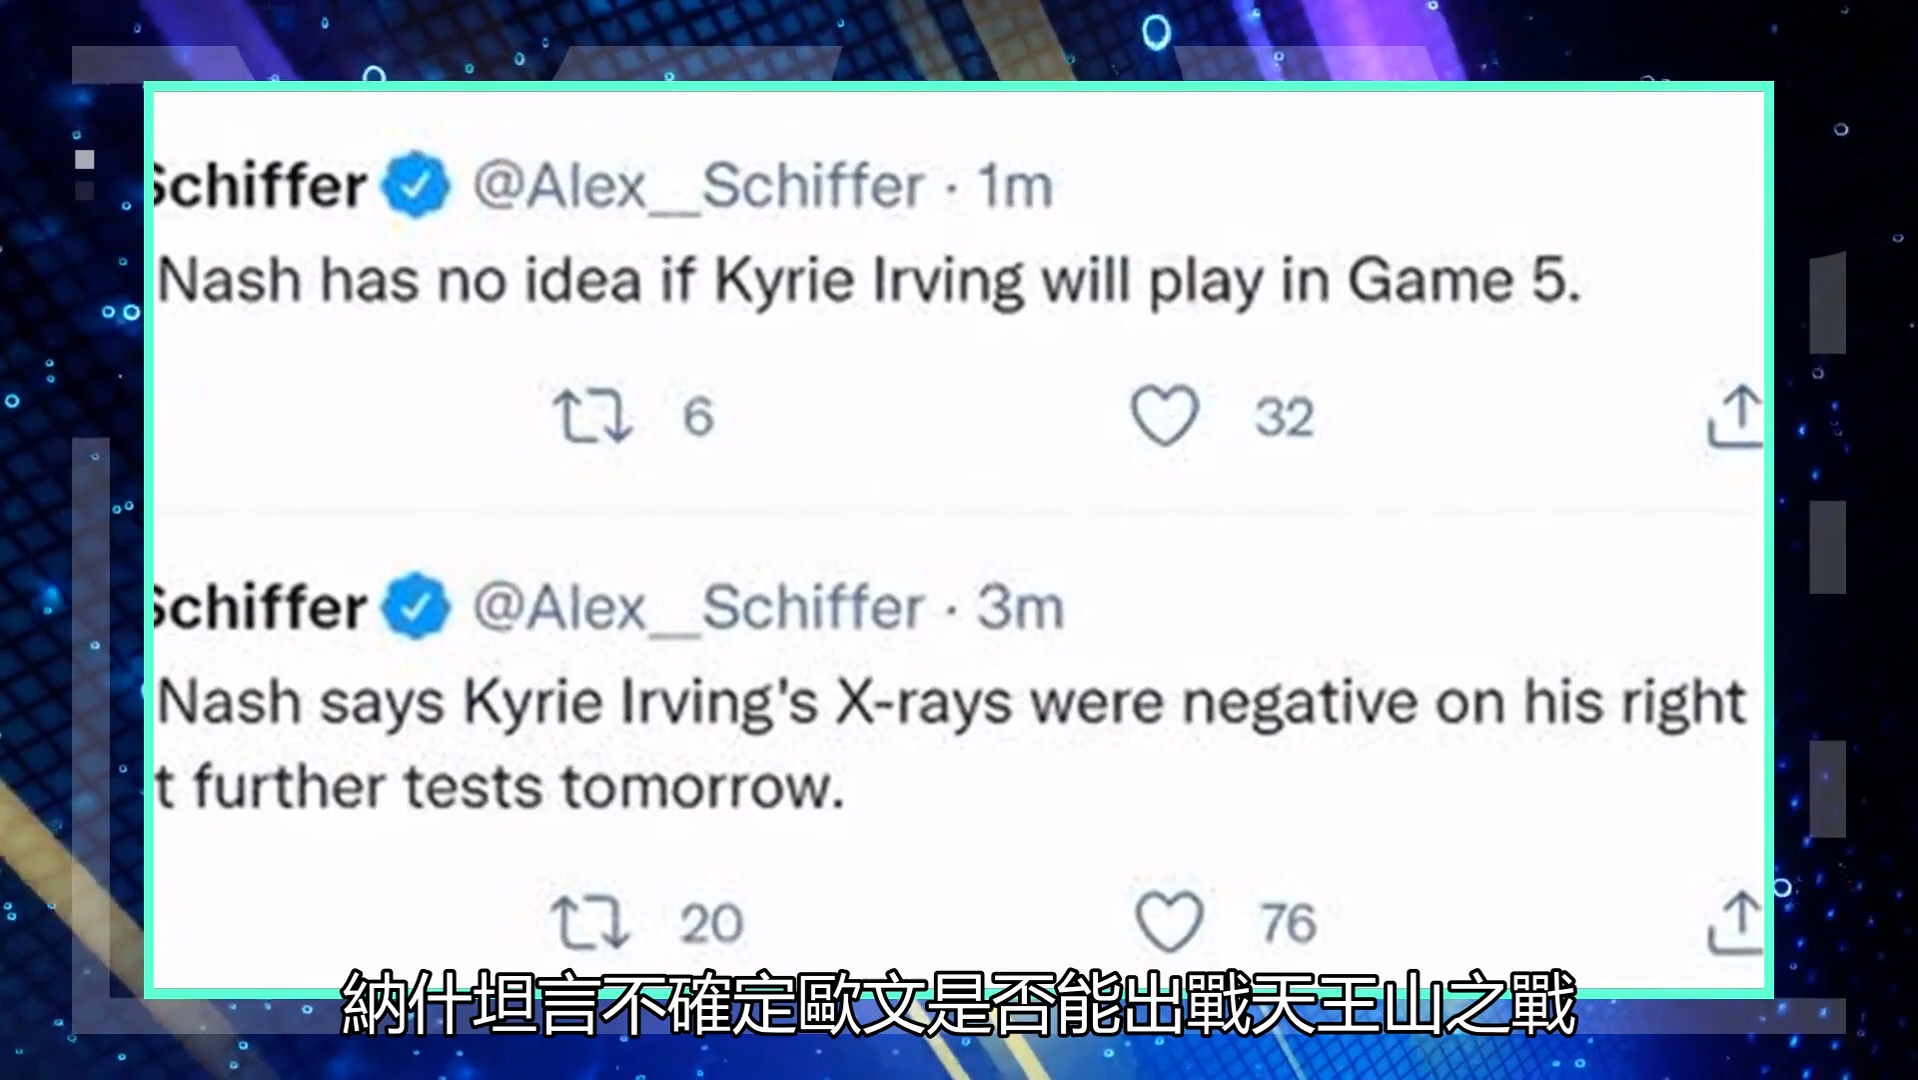 Schiffer @Alex__Schiffer · 1m
Nash has no idea if Kyrie Irving will play in Game 5.
6 32
Schiffer @Alex__Schiffer · 3m
Nash says Kyrie Irving's X-rays were negative on his right
t further tests tomorrow.
20 76
納什坦言不確定歐文是否能出戰天王山之戰